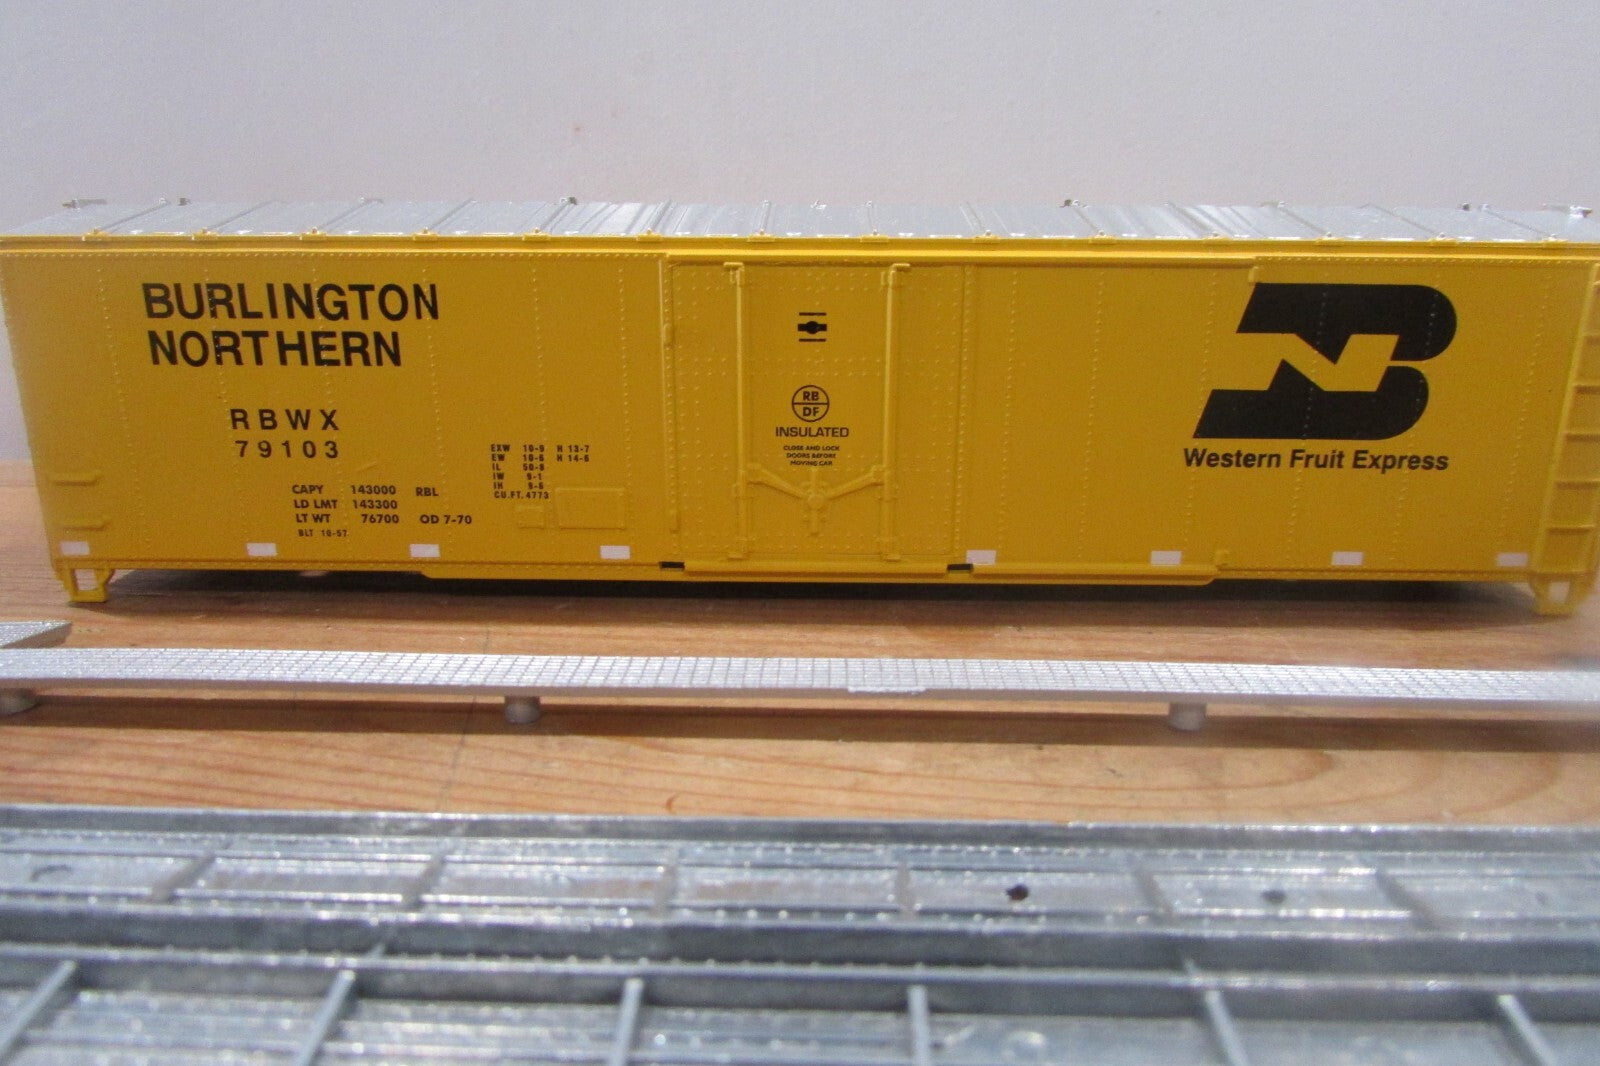 BURLINGTON
NORTHERN
RBWX
79103
CAPY 143000 RBL
LD LMT 143300
LT WT 76700 OD 7-70
BLT 10-57
EXW 10-9 H 13-7
EW 10-6 H 14-6
IL 50-8
IW 9-1
IH 9-6
CU.FT. 4773
RB
DF
INSULATED
CLOSE AND LOCK
DOORS BEFORE
MOVING CAR
BN
Western Fruit Express